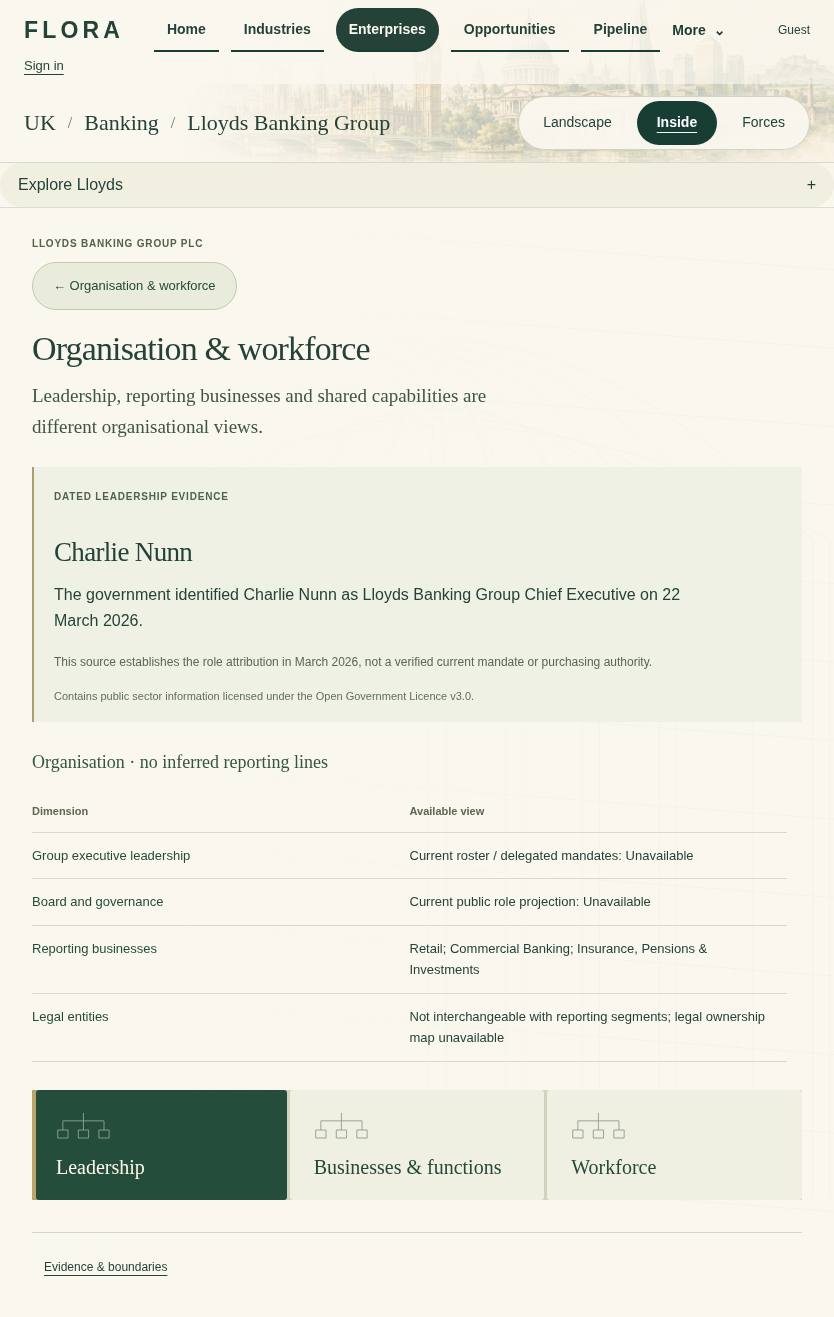 FLORA
Home
Industries
Enterprises
Opportunities
Pipeline
More
Guest
Sign in
UK / Banking / Lloyds Banking Group
Landscape
Inside
Forces
Explore Lloyds +
LLOYDS BANKING GROUP PLC
← Organisation & workforce
Organisation & workforce
Leadership, reporting businesses and shared capabilities are
different organisational views.
DATED LEADERSHIP EVIDENCE
Charlie Nunn
The government identified Charlie Nunn as Lloyds Banking Group Chief Executive on 22
March 2026.
This source establishes the role attribution in March 2026, not a verified current mandate or purchasing authority.
Contains public sector information licensed under the Open Government Licence v3.0.
Organisation · no inferred reporting lines
Dimension
Available view
Group executive leadership
Current roster / delegated mandates: Unavailable
Board and governance
Current public role projection: Unavailable
Reporting businesses
Retail; Commercial Banking; Insurance, Pensions &
Investments
Legal entities
Not interchangeable with reporting segments; legal ownership
map unavailable
Leadership
Businesses & functions
Workforce
Evidence & boundaries